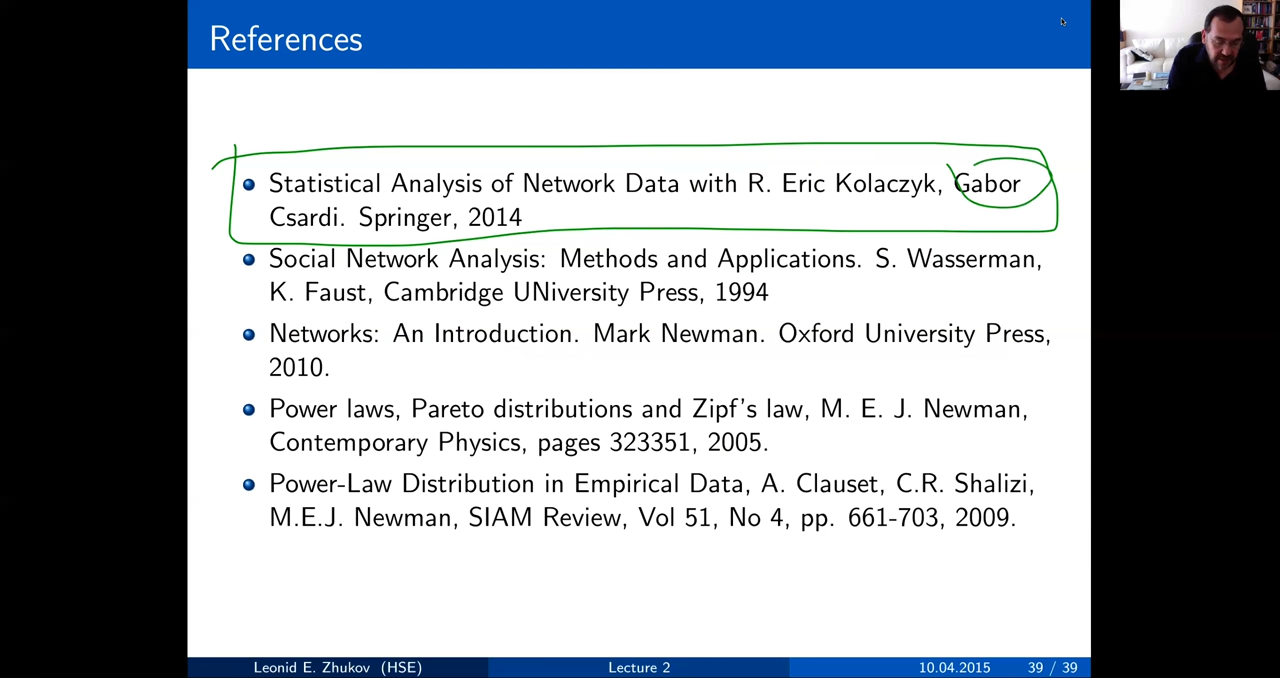 References
Statistical Analysis of Network Data with R. Eric Kolaczyk, Gabor
Csardi. Springer, 2014
Social Network Analysis: Methods and Applications. S. Wasserman,
K. Faust, Cambridge UNiversity Press, 1994
Networks: An Introduction. Mark Newman. Oxford University Press,
2010.
Power laws, Pareto distributions and Zipf's law, M. E. J. Newman,
Contemporary Physics, pages 323351, 2005.
Power-Law Distribution in Empirical Data, A. Clauset, C.R. Shalizi,
M.E.J. Newman, SIAM Review, Vol 51, No 4, pp. 661-703, 2009.
Leonid E. Zhukov (HSE) Lecture 2 10.04.2015 39 / 39